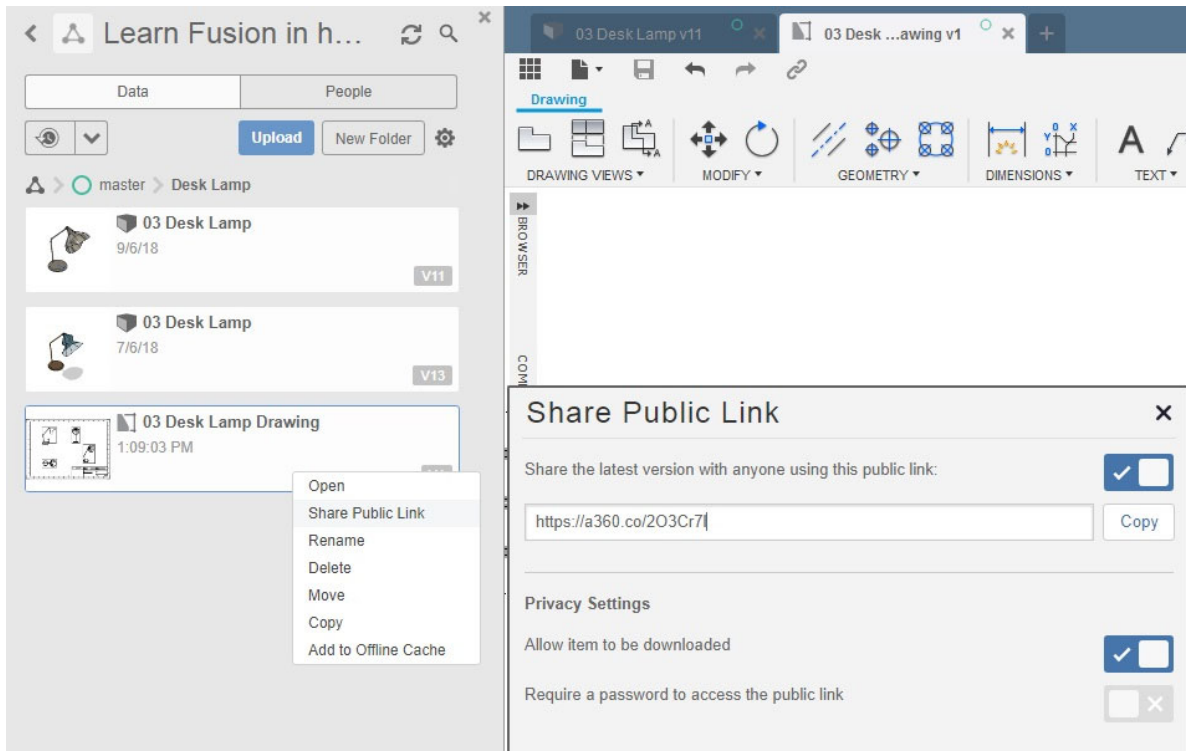 Learn Fusion in h...
Data People
Upload New Folder
master > Desk Lamp
03 Desk Lamp
9/6/18
V11
03 Desk Lamp
7/6/18
V13
03 Desk Lamp Drawing
1:09:03 PM
Open
Share Public Link
Rename
Delete
Move
Copy
Add to Offline Cache
03 Desk Lamp v11
03 Desk ...awing v1
Drawing
DRAWING VIEWS MODIFY GEOMETRY DIMENSIONS TEXT
BROWSER
Share Public Link
Share the latest version with anyone using this public link:
https://a360.co/2O3Cr7l
Copy
Privacy Settings
Allow item to be downloaded
Require a password to access the public link